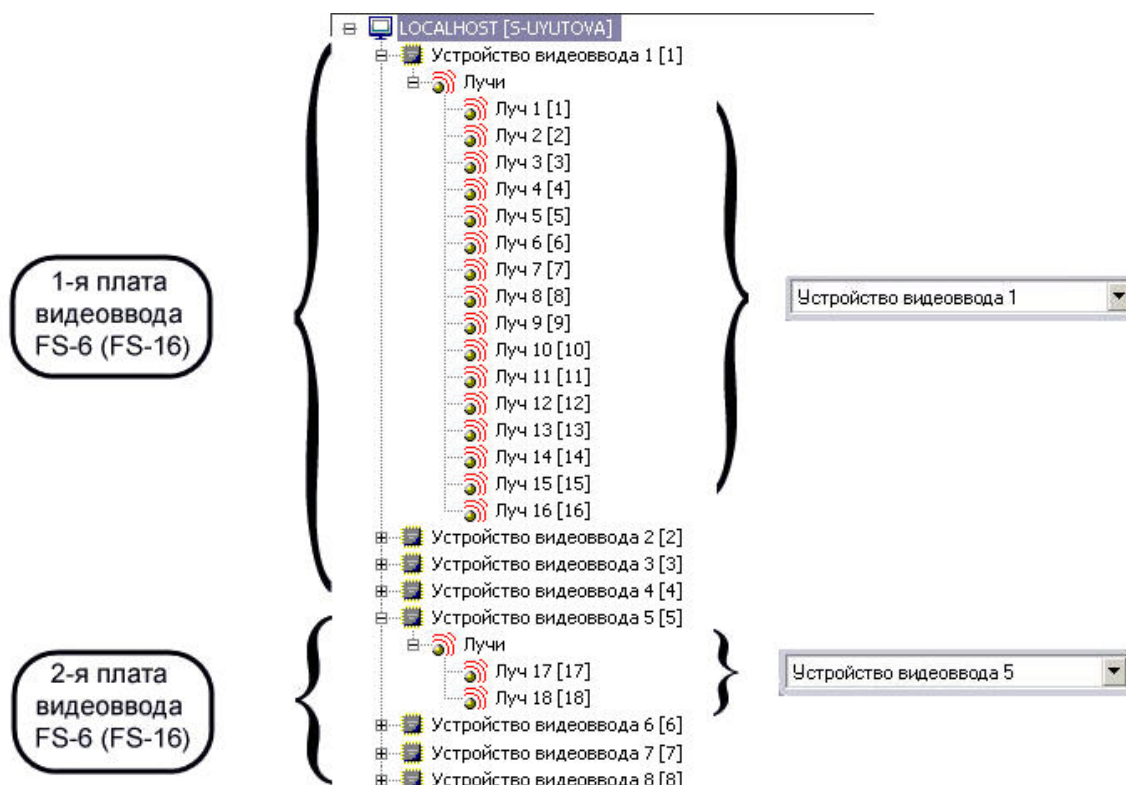 LOCALHOST [S-UYUTOVA]
Устройство видеоввода 1 [1]
Лучи
Луч 1 [1]
Луч 2 [2]
Луч 3 [3]
Луч 4 [4]
Луч 5 [5]
Луч 6 [6]
Луч 7 [7]
Луч 8 [8]
Луч 9 [9]
Луч 10 [10]
Луч 11 [11]
Луч 12 [12]
Луч 13 [13]
Луч 14 [14]
Луч 15 [15]
Луч 16 [16]
Устройство видеоввода 2 [2]
Устройство видеоввода 3 [3]
Устройство видеоввода 4 [4]
Устройство видеоввода 5 [5]
Лучи
Луч 17 [17]
Луч 18 [18]
Устройство видеоввода 6 [6]
Устройство видеоввода 7 [7]
Устройство видеоввода 8 [8]
1-я плата
видеоввода
FS-6 (FS-16)
2-я плата
видеоввода
FS-6 (FS-16)
Устройство видеоввода 1
Устройство видеоввода 5